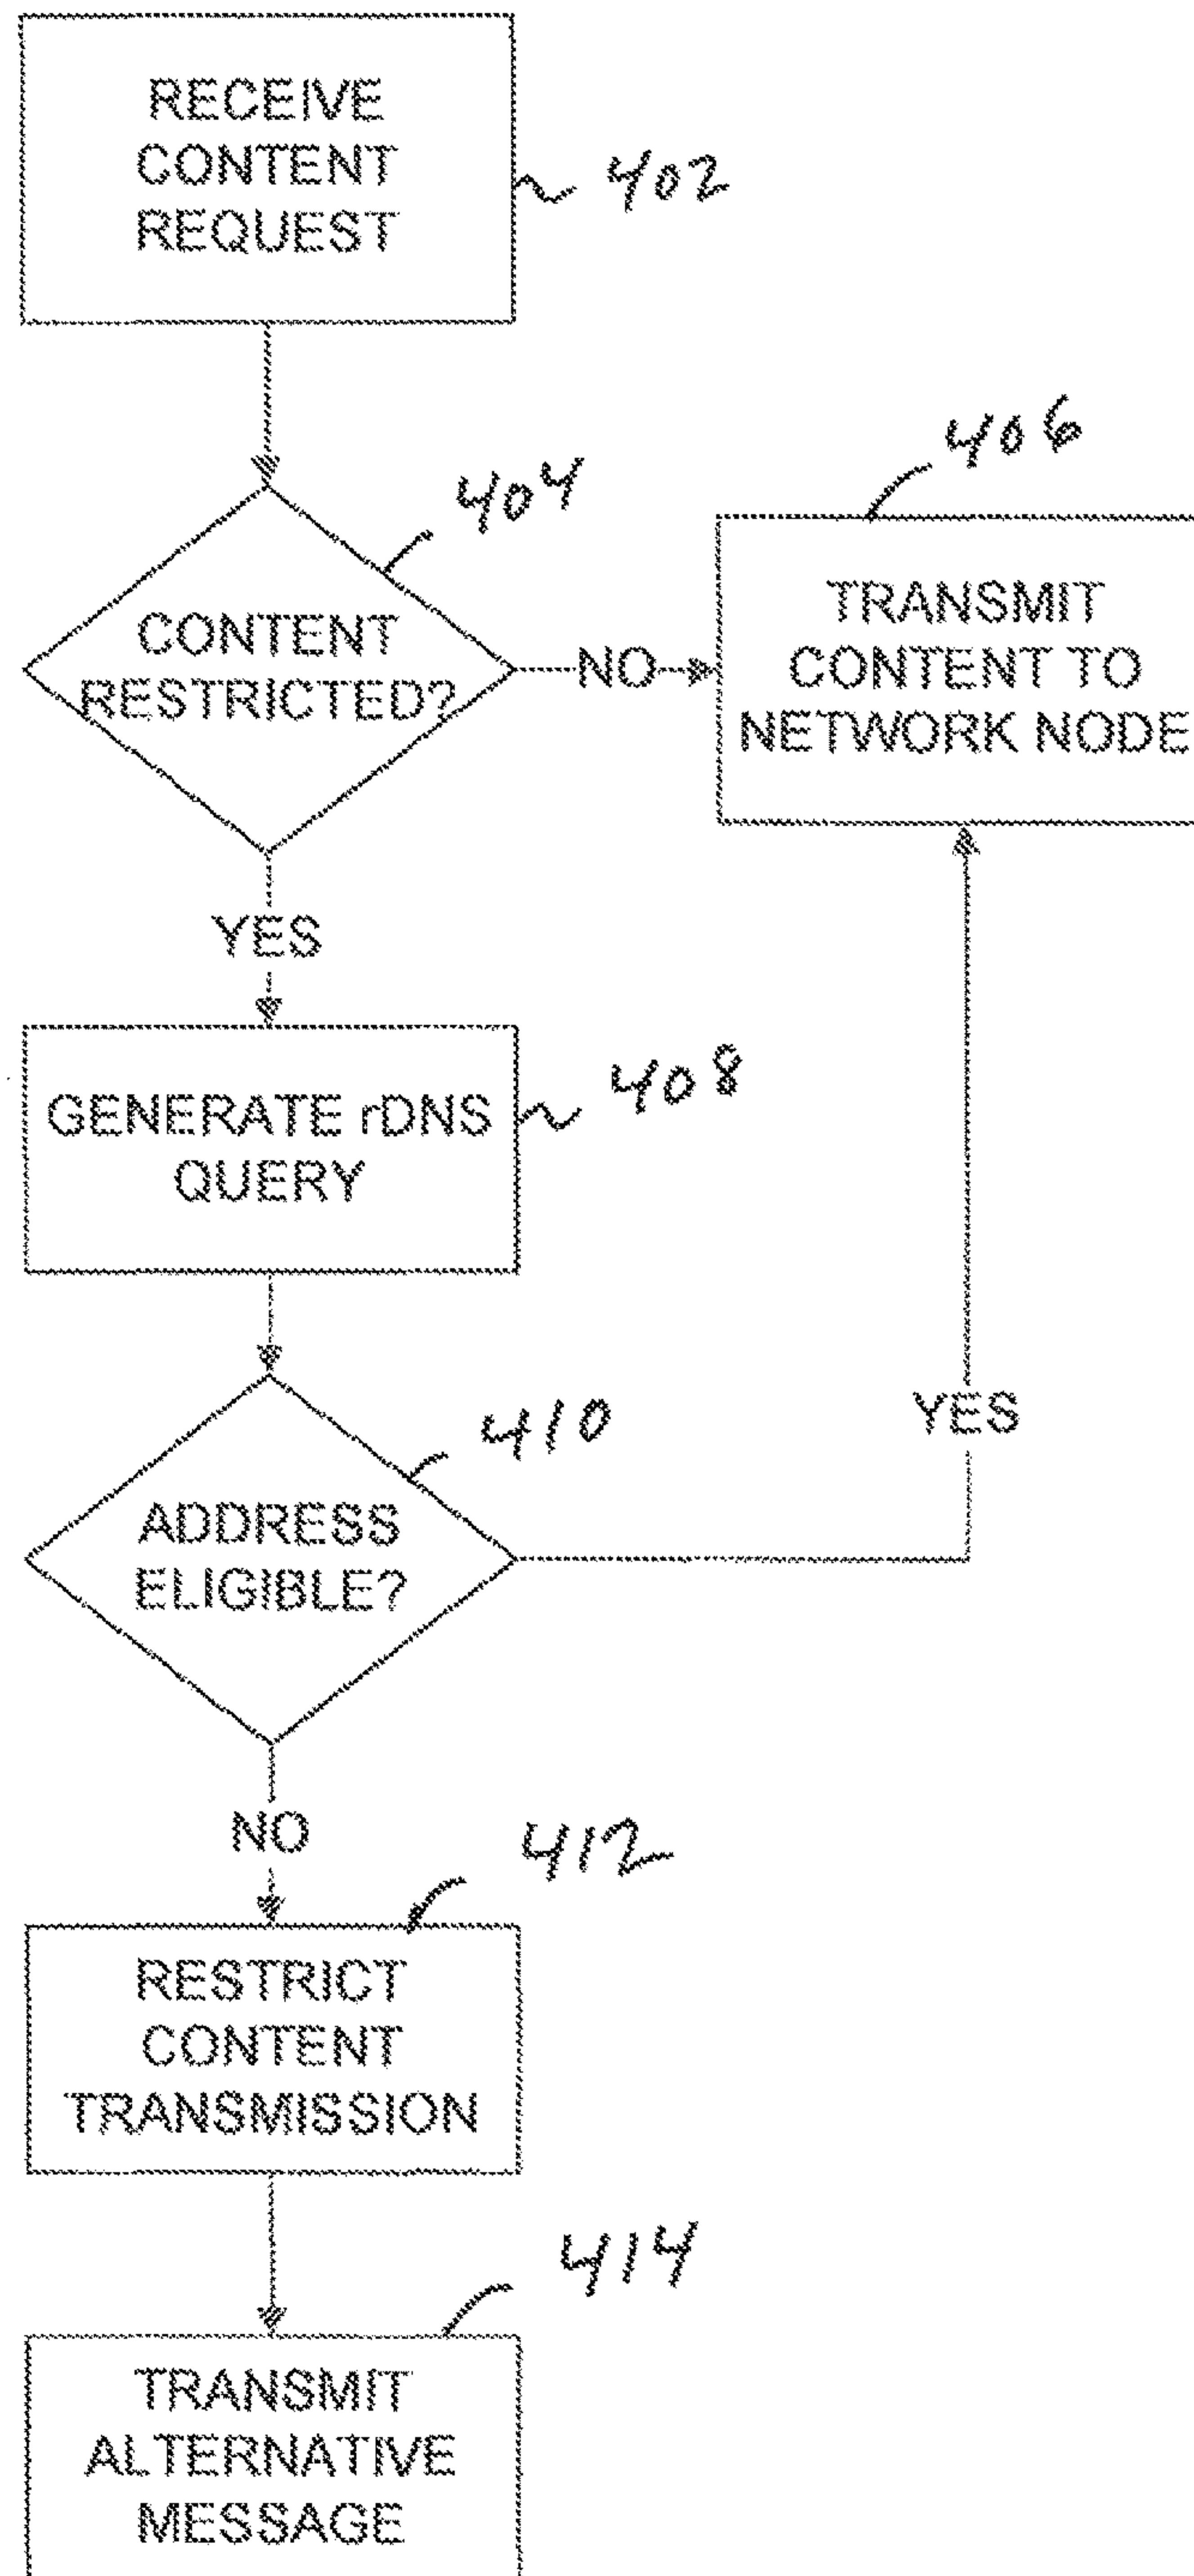 RECEIVE
CONTENT
REQUEST
402
404
CONTENT
RESTRICTED?
NO
406
TRANSMIT
CONTENT TO
NETWORK NODE
YES
408
GENERATE rDNS
QUERY
410
ADDRESS
ELIGIBLE?
YES
NO
412
RESTRICT
CONTENT
TRANSMISSION
414
TRANSMIT
ALTERNATIVE
MESSAGE